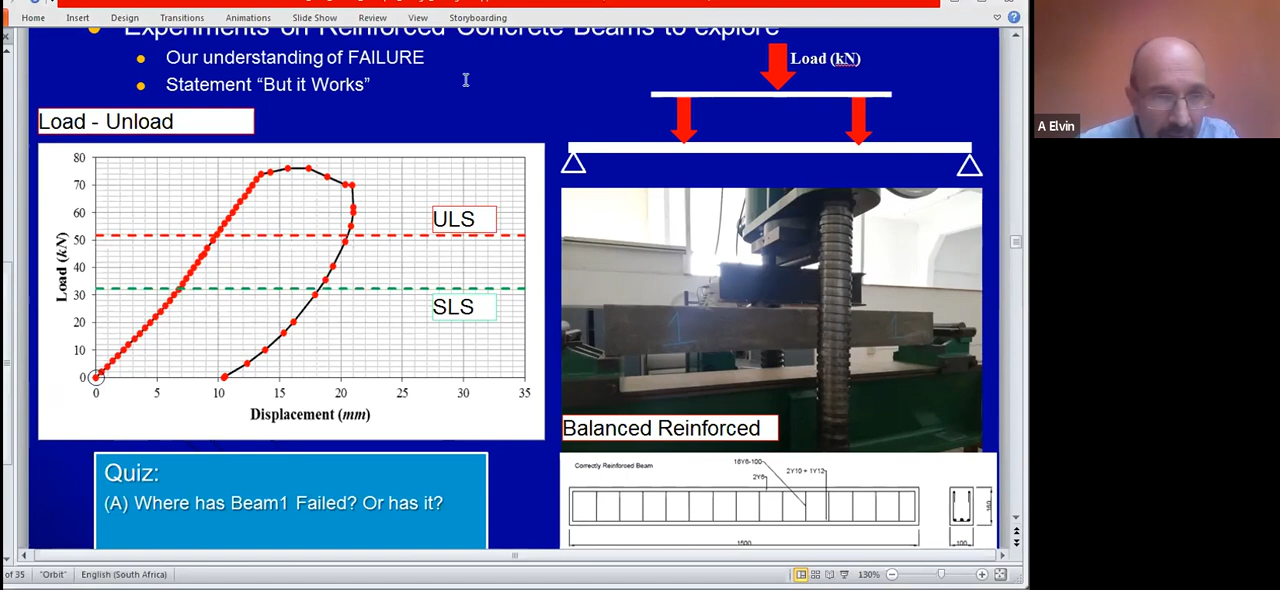 Home Insert Design Transitions Animations Slide Show Review View Storyboarding
Experiments on Reinforced Concrete Beams to explore
Our understanding of FAILURE
Statement “But it Works”
Load (kN)
A Elvin
Load - Unload
80
70
60
50
40
30
20
10
0
Load (kN)
ULS
SLS
0 5 10 15 20 25 30 35
Displacement (mm)
1
Balanced Reinforced
Quiz:
(A) Where has Beam1 Failed? Or has it?
Correctly Reinforced Beam
16Y6-100
2Y6
2Y10 + 1Y12
1500
100
of 35 "Orbit" English (South Africa) 130%